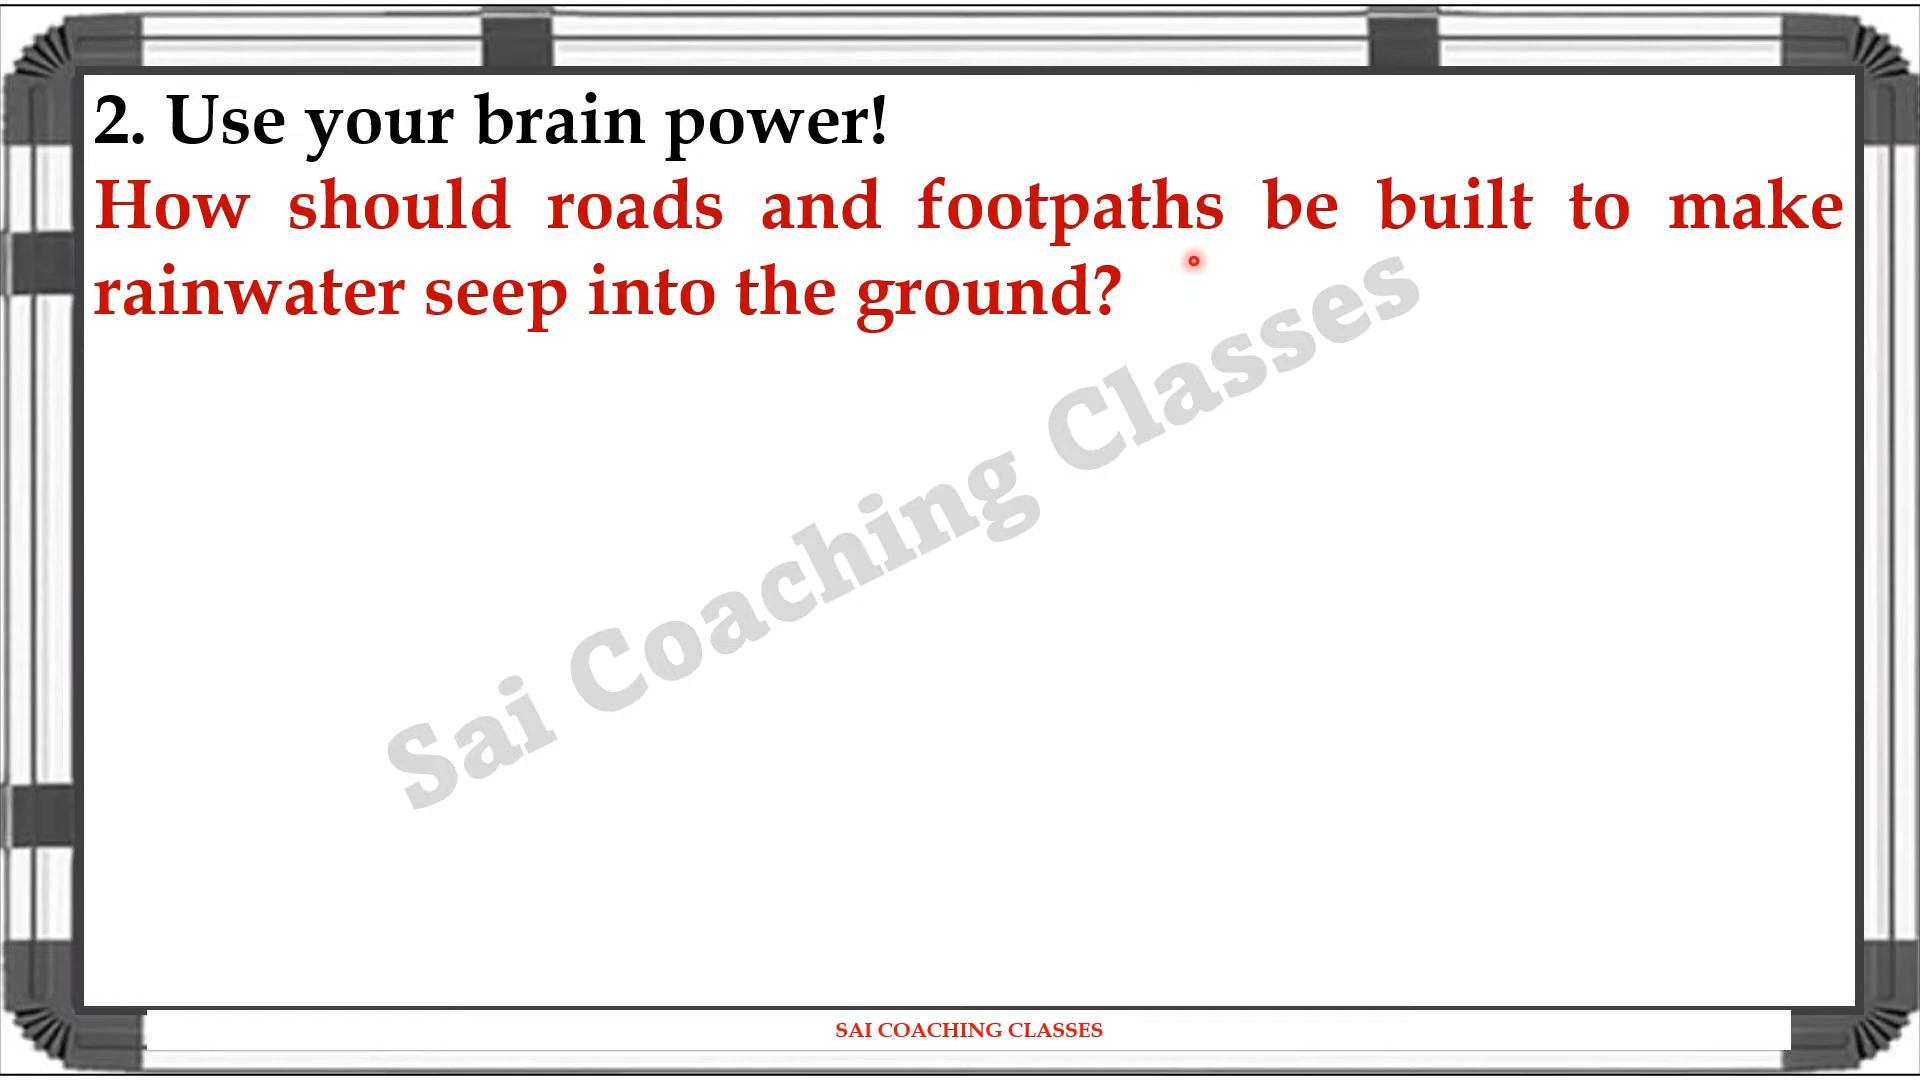 2. Use your brain power!
How should roads and footpaths be built to make
rainwater seep into the ground?
Sai Coaching Classes
SAI COACHING CLASSES